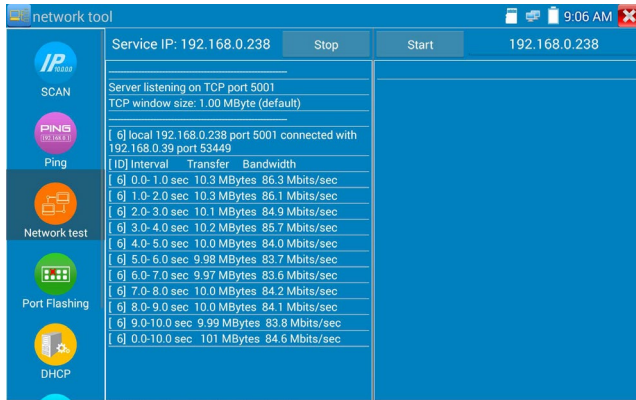 network tool
9:06 AM
IP
10.0.0.0
SCAN
PING
192.168.0.1
Ping
Network test
Port Flashing
DHCP
Service IP: 192.168.0.238
Stop
Start
192.168.0.238
Server listening on TCP port 5001
TCP window size: 1.00 MByte (default)
[ 6] local 192.168.0.238 port 5001 connected with
192.168.0.39 port 53449
[ ID] Interval Transfer Bandwidth
[ 6] 0.0- 1.0 sec 10.3 MBytes 86.3 Mbits/sec
[ 6] 1.0- 2.0 sec 10.3 MBytes 86.1 Mbits/sec
[ 6] 2.0- 3.0 sec 10.1 MBytes 84.9 Mbits/sec
[ 6] 3.0- 4.0 sec 10.2 MBytes 85.7 Mbits/sec
[ 6] 4.0- 5.0 sec 10.0 MBytes 84.0 Mbits/sec
[ 6] 5.0- 6.0 sec 9.98 MBytes 83.7 Mbits/sec
[ 6] 6.0- 7.0 sec 9.97 MBytes 83.6 Mbits/sec
[ 6] 7.0- 8.0 sec 10.0 MBytes 84.2 Mbits/sec
[ 6] 8.0- 9.0 sec 10.0 MBytes 84.1 Mbits/sec
[ 6] 9.0-10.0 sec 9.99 MBytes 83.8 Mbits/sec
[ 6] 0.0-10.0 sec 101 MBytes 84.6 Mbits/sec